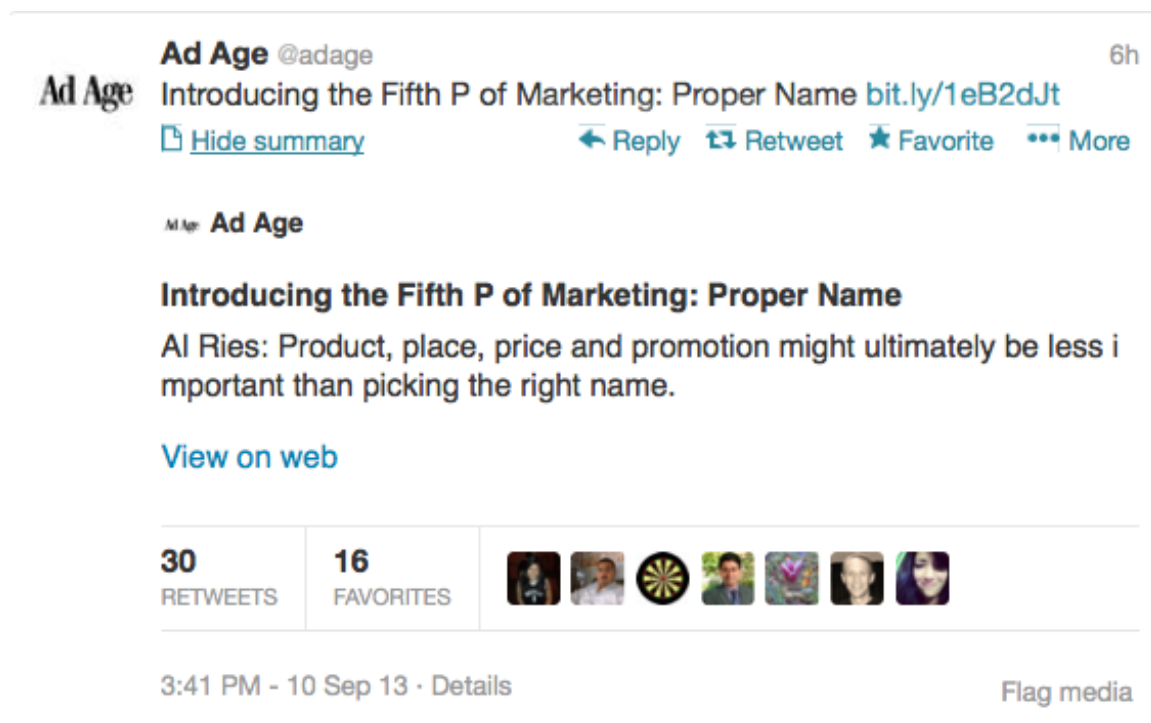 Ad Age @adage 6h
Ad Age Introducing the Fifth P of Marketing: Proper Name bit.ly/1eB2dJt
Hide summary Reply Retweet Favorite More
Ad Age Ad Age
Introducing the Fifth P of Marketing: Proper Name
Al Ries: Product, place, price and promotion might ultimately be less i
mportant than picking the right name.
View on web
30 16
RETWEETS FAVORITES
3:41 PM - 10 Sep 13 · Details Flag media